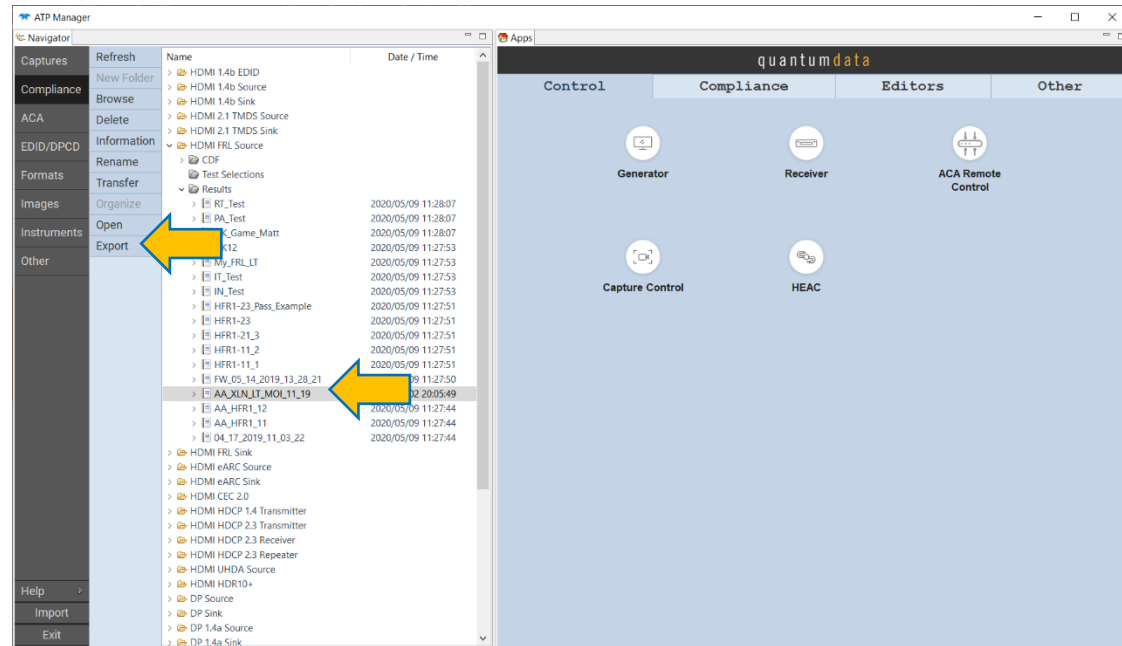 ATP Manager
Navigator
Captures
Compliance
ACA
EDID/DPCD
Formats
Images
Instruments
Other
Help
Import
Exit
Refresh
New Folder
Browse
Delete
Information
Rename
Transfer
Organize
Open
Export
Name Date / Time
HDMI 1.4b EDID
HDMI 1.4b Source
HDMI 1.4b Sink
HDMI 2.1 TMDS Source
HDMI 2.1 TMDS Sink
HDMI FRL Source
CDF
Test Selections
Results
RT_Test 2020/05/09 11:28:07
PA_Test 2020/05/09 11:28:07
_Game_Matt 2020/05/09 11:28:07
2020/05/09 11:27:53
My_FRL_LT 2020/05/09 11:27:53
IT_Test 2020/05/09 11:27:53
IN_Test 2020/05/09 11:27:53
HFR1-23_Pass_Example 2020/05/09 11:27:51
HFR1-23 2020/05/09 11:27:51
HFR1-21_3 2020/05/09 11:27:51
HFR1-11_2 2020/05/09 11:27:51
HFR1-11_1 2020/05/09 11:27:51
FW_05_14_2019_13_28_21 11:27:50
AA_XLN_LT_MOI_11_19 20:05:49
AA_HFR1_12 2020/05/09 11:27:44
AA_HFR1_11 2020/05/09 11:27:44
04_17_2019_11_03_22 2020/05/09 11:27:44
HDMI FRL Sink
HDMI eARC Source
HDMI eARC Sink
HDMI CEC 2.0
HDMI HDCP 1.4 Transmitter
HDMI HDCP 2.3 Transmitter
HDMI HDCP 2.3 Receiver
HDMI HDCP 2.3 Repeater
HDMI UHDA Source
HDMI HDR10+
DP Source
DP Sink
DP 1.4a Source
DP 1.4a Sink
Apps
quantumdata
Control Compliance Editors Other
Generator
Receiver
ACA Remote
Control
Capture Control
HEAC